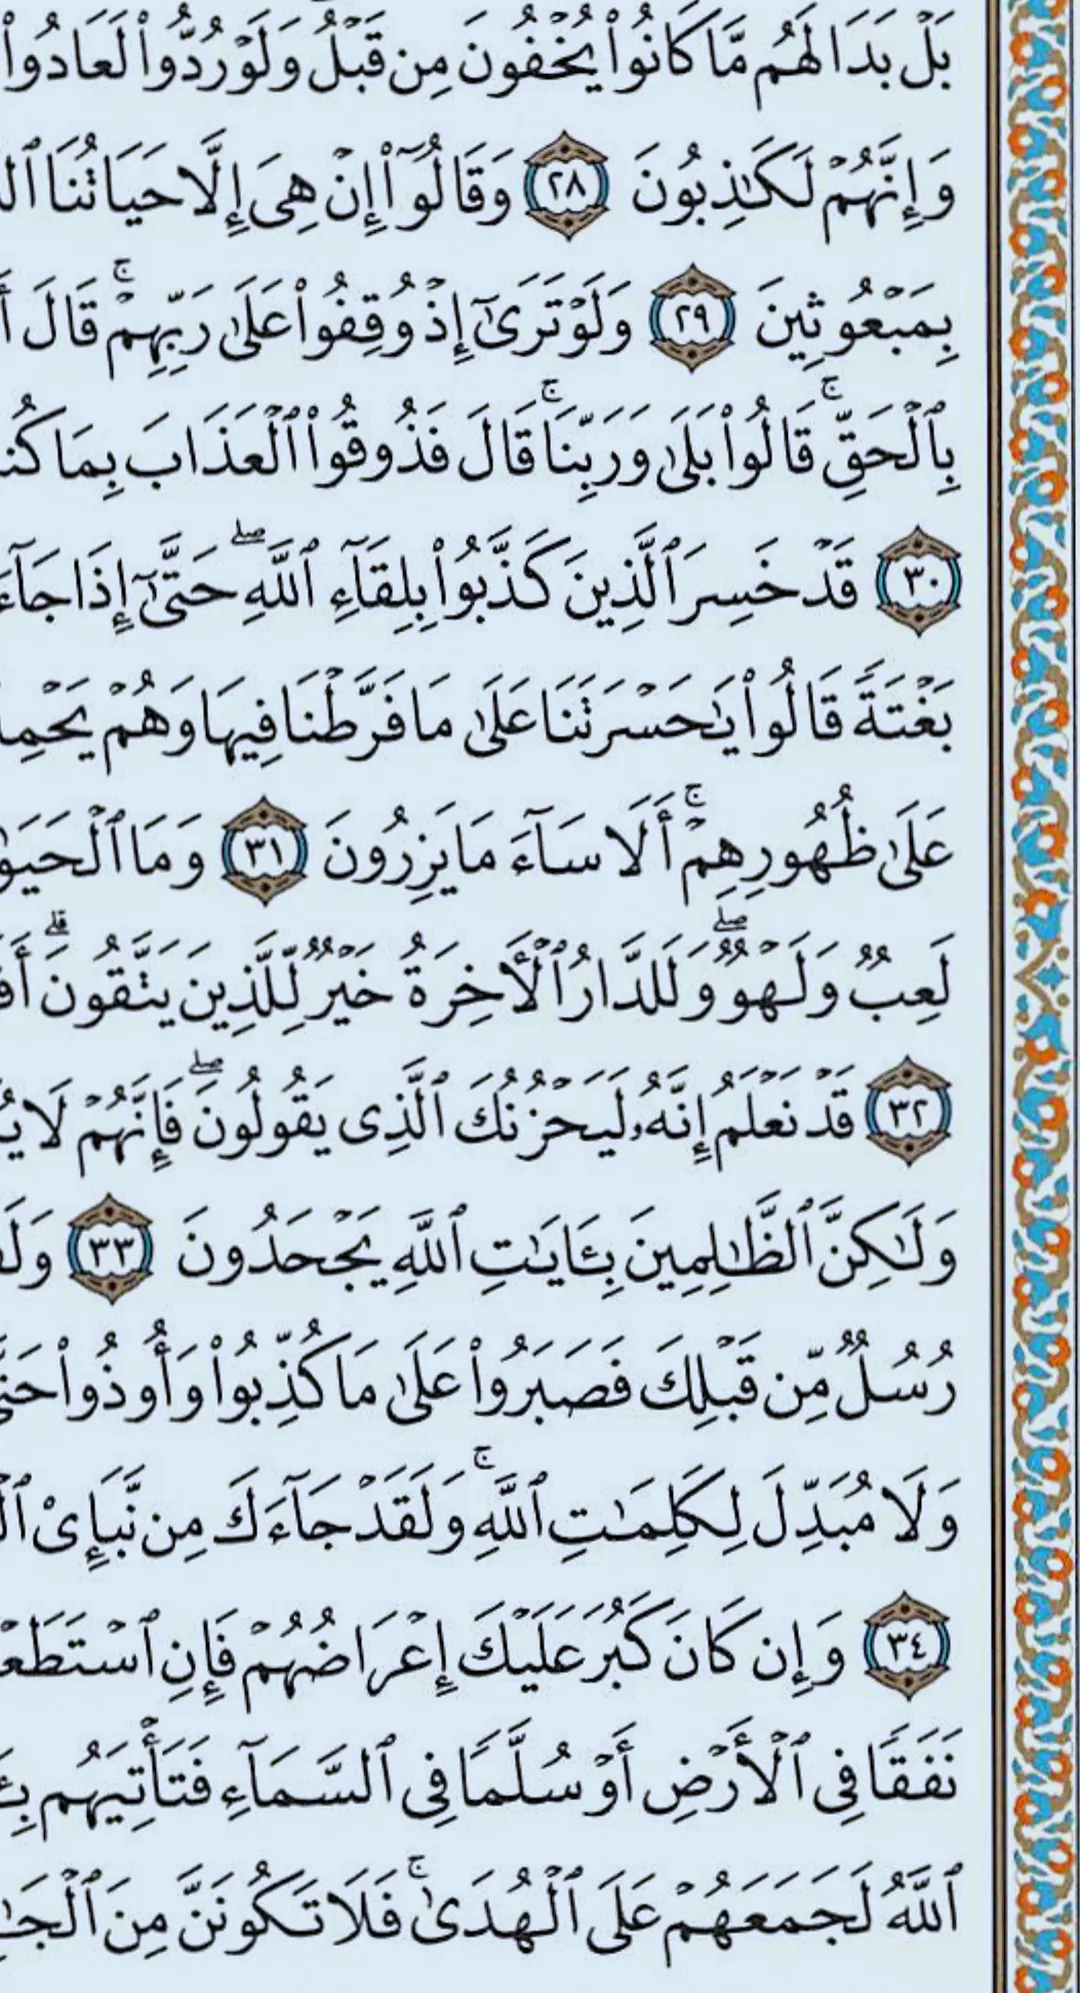 بَلْ بَدَا لَهُم مَّا كَانُوا۟ يُخْفُونَ مِن قَبْلُ وَلَوْ رُدُّوا۟ لَعَادُوا۟
وَإِنَّهُمْ لَكَـٰذِبُونَ ٢٨ وَقَالُوٓا۟ إِنْ هِىَ إِلَّا حَيَاتُنَا
بِمَبْعُوثِينَ ٢٩ وَلَوْ تَرَىٰٓ إِذْ وُقِفُوا۟ عَلَىٰ رَبِّهِمْ ۚ قَالَ
بِٱلْحَقِّ ۚ قَالُوا۟ بَلَىٰ وَرَبِّنَا ۚ قَالَ فَذُوقُوا۟ ٱلْعَذَابَ بِمَا
٣٠ قَدْ خَسِرَ ٱلَّذِينَ كَذَّبُوا۟ بِلِقَآءِ ٱللَّهِ ۖ حَتَّىٰٓ إِذَا
بَغْتَةً قَالُوا۟ يَـٰحَسْرَتَنَا عَلَىٰ مَا فَرَّطْنَا فِيهَا وَهُمْ
عَلَىٰ ظُهُورِهِمْ ۚ أَلَا سَآءَ مَا يَزِرُونَ ٣١ وَمَا
لَعِبٌ وَلَهْوٌ ۖ وَلَلدَّارُ ٱلْـَٔاخِرَةُ خَيْرٌ لِّلَّذِينَ يَتَّقُونَ ۗ
٣٢ قَدْ نَعْلَمُ إِنَّهُۥ لَيَحْزُنُكَ ٱلَّذِى يَقُولُونَ ۖ فَإِنَّهُمْ لَا
وَلَـٰكِنَّ ٱلظَّـٰلِمِينَ بِـَٔايَـٰتِ ٱللَّهِ يَجْحَدُونَ ٣٣
رُسُلٌ مِّن قَبْلِكَ فَصَبَرُوا۟ عَلَىٰ مَا كُذِّبُوا۟ وَأُوذُوا۟
وَلَا مُبَدِّلَ لِكَلِمَـٰتِ ٱللَّهِ ۚ وَلَقَدْ جَآءَكَ مِن نَّبَإِى۟
٣٤ وَإِن كَانَ كَبُرَ عَلَيْكَ إِعْرَاضُهُمْ فَإِنِ
نَفَقًا فِى ٱلْأَرْضِ أَوْ سُلَّمًا فِى ٱلسَّمَآءِ فَتَأْتِيَهُم
ٱللَّهُ لَجَمَعَهُمْ عَلَى ٱلْهُدَىٰ ۚ فَلَا تَكُونَنَّ مِنَ